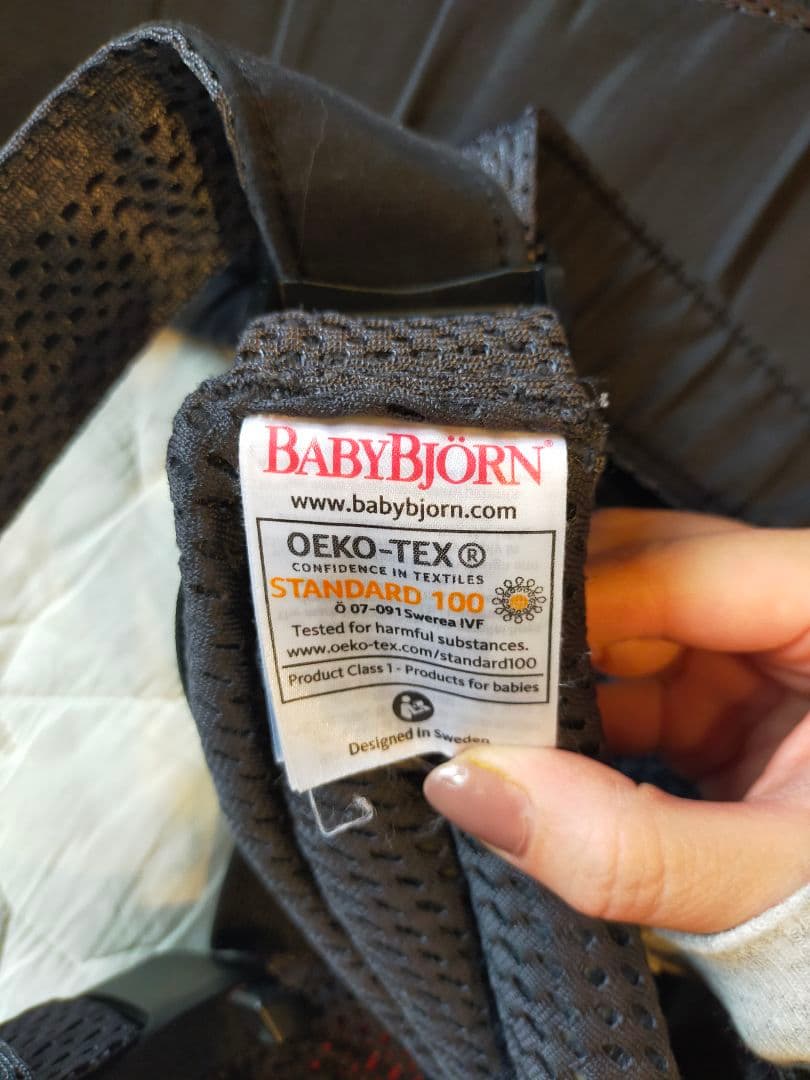 BABYBJÖRN®
www.babybjorn.com
OEKO-TEX®
CONFIDENCE IN TEXTILES
STANDARD 100
Ö 07-091 Swerea IVF
Tested for harmful substances.
www.oeko-tex.com/standard100
Product Class 1 - Products for babies
Designed in Sweden